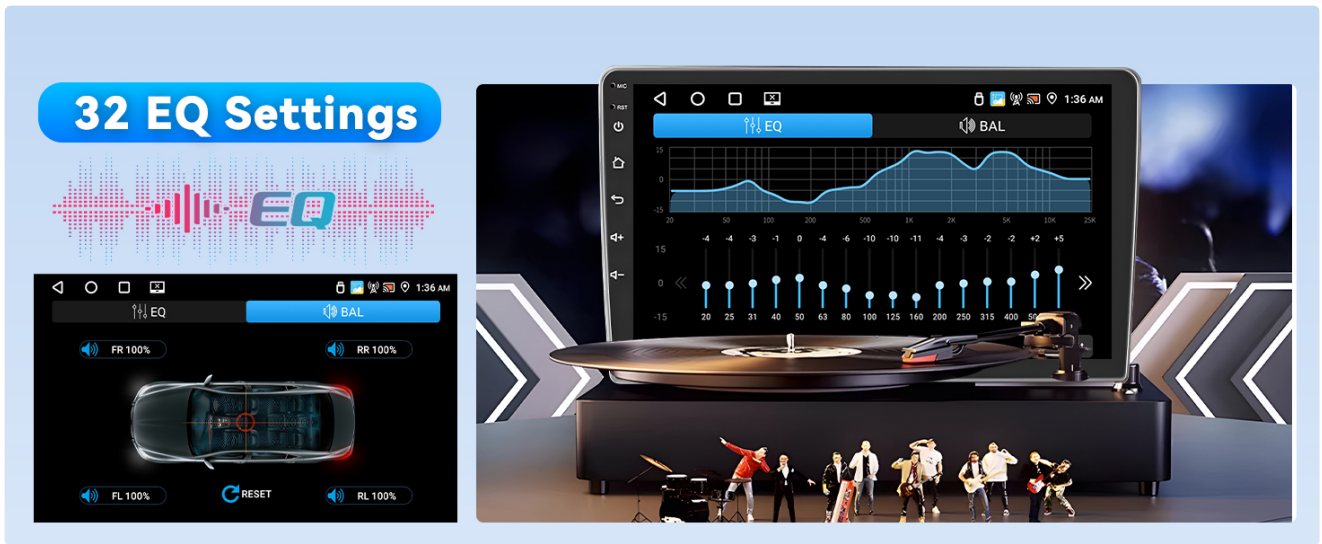 32 EQ Settings
EQ
1:36 AM
EQ
BAL
FR 100%
RR 100%
FL 100%
RESET
RL 100%
MIC
RST
1:36 AM
EQ
BAL
15
0
-15
20 50 100 200 500 1K 2K 5K 10K 25K
-4 -4 -3 -1 0 -4 -6 -10 -10 -11 -4 -3 -2 -2 +2 +5
15
0
-15
20 25 31 40 50 63 80 100 125 160 200 250 315 400